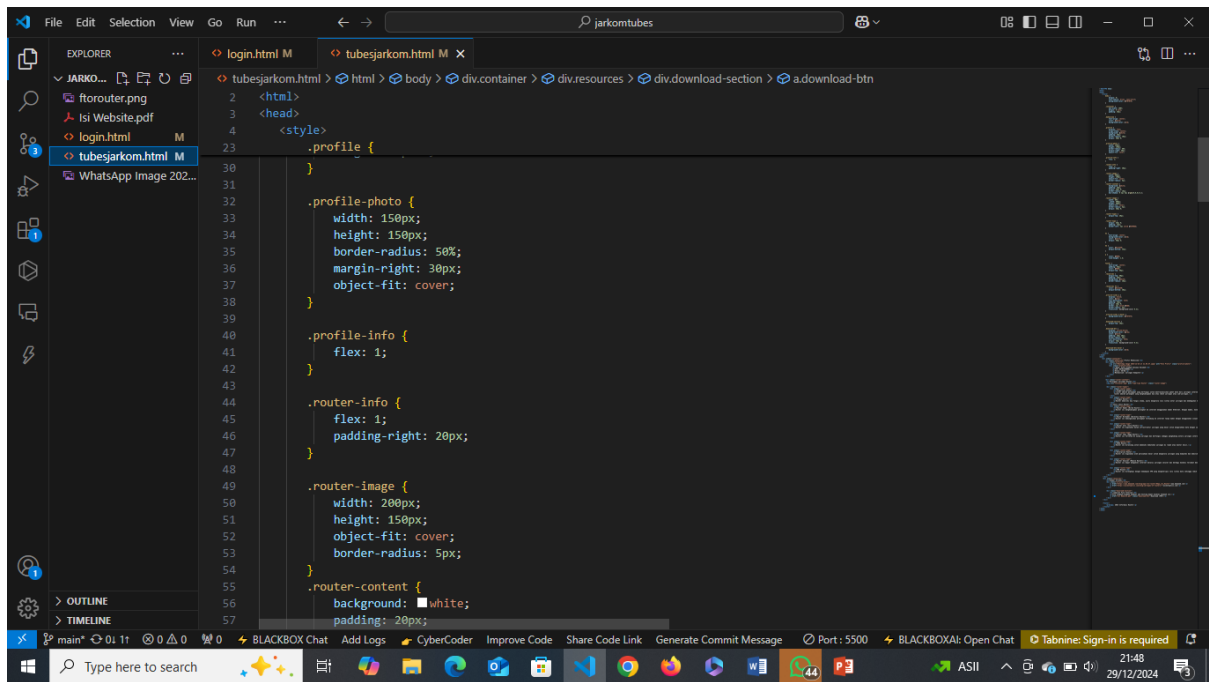 File Edit Selection View Go Run ··· jarkomtubes
EXPLORER ···
login.html M tubesjarkom.html M
JARKO...
tubesjarkom.html > html > body > div.container > div.resources > div.download-section > a.download-btn
ftorouter.png
Isi Website.pdf
login.html M
tubesjarkom.html M
WhatsApp Image 202...
2 <html>
3 <head>
4 <style>
23 .profile {
30 }
31
32 .profile-photo {
33 width: 150px;
34 height: 150px;
35 border-radius: 50%;
36 margin-right: 30px;
37 object-fit: cover;
38 }
39
40 .profile-info {
41 flex: 1;
42 }
43
44 .router-info {
45 flex: 1;
46 padding-right: 20px;
47 }
48
49 .router-image {
50 width: 200px;
51 height: 150px;
52 object-fit: cover;
53 border-radius: 5px;
54 }
55 .router-content {
56 background: white;
57 padding: 20px;
3
1
1
OUTLINE
TIMELINE
main* 0↓ 1↑ 0 0 0 BLACKBOX Chat Add Logs CyberCoder Improve Code Share Code Link Generate Commit Message Port : 5500 BLACKBOXAI: Open Chat Tabnine: Sign-in is required
Type here to search 44 ASII 21:48
29/12/2024 3